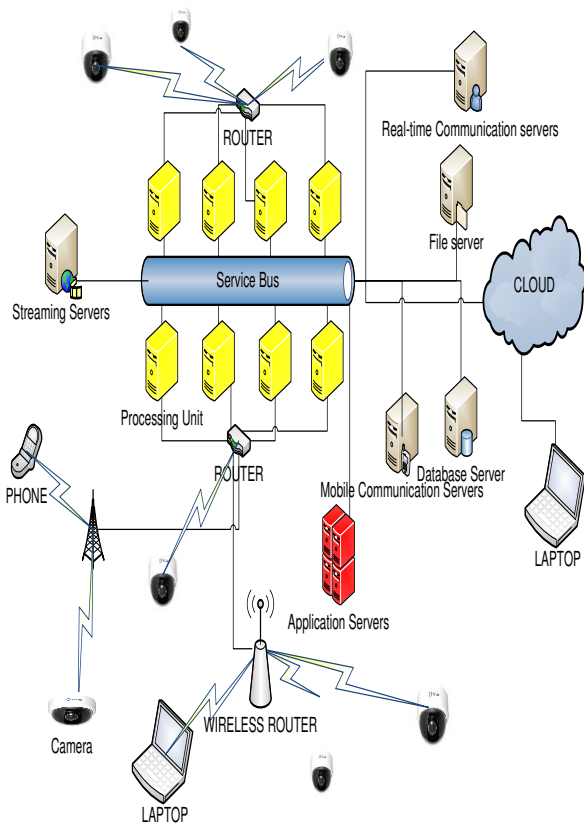 ROUTER
Real-time Communication servers
File server
Service Bus
CLOUD
Streaming Servers
Processing Unit
ROUTER
PHONE
Database Server
Mobile Communication Servers
LAPTOP
Application Servers
WIRELESS ROUTER
Camera
LAPTOP